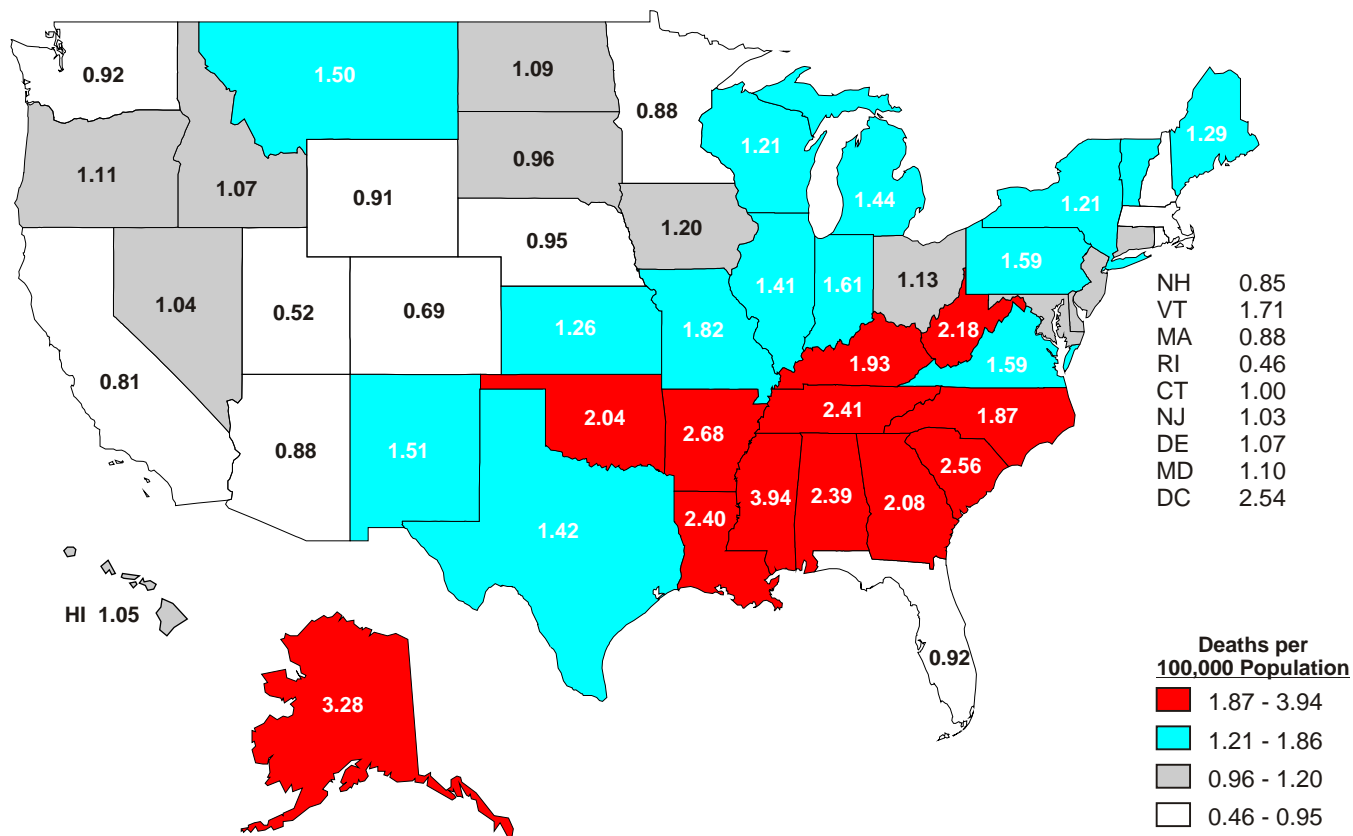 0.92
1.50
1.09
0.88
1.29
1.21
1.11
1.07
0.96
1.44
1.21
0.91
1.20
0.95
1.59
1.04
0.52
0.69
1.41
1.61
1.13
1.26
1.82
2.18
1.59
1.93
0.81
2.04
2.41
1.87
2.68
0.88
1.51
2.56
2.40
3.94
2.39
2.08
1.42
NH 0.85
VT 1.71
MA 0.88
RI 0.46
CT 1.00
NJ 1.03
DE 1.07
MD 1.10
DC 2.54
HI 1.05
0.92
3.28
Deaths per
100,000 Population
1.87 - 3.94
1.21 - 1.86
0.96 - 1.20
0.46 - 0.95